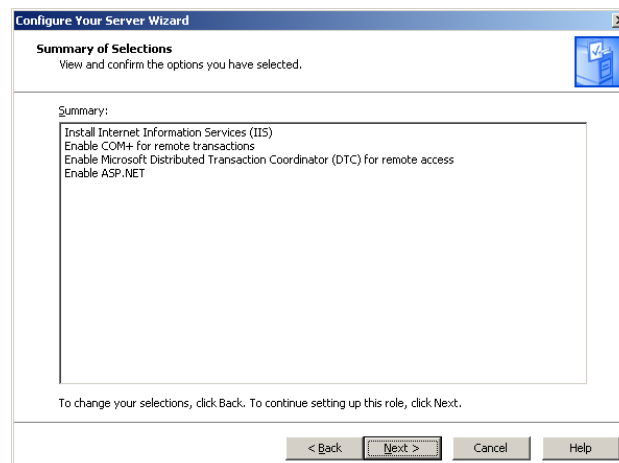 Configure Your Server Wizard
Summary of Selections
View and confirm the options you have selected.
Summary:
Install Internet Information Services (IIS)
Enable COM+ for remote transactions
Enable Microsoft Distributed Transaction Coordinator (DTC) for remote access
Enable ASP.NET
To change your selections, click Back. To continue setting up this role, click Next.
< Back Next > Cancel Help